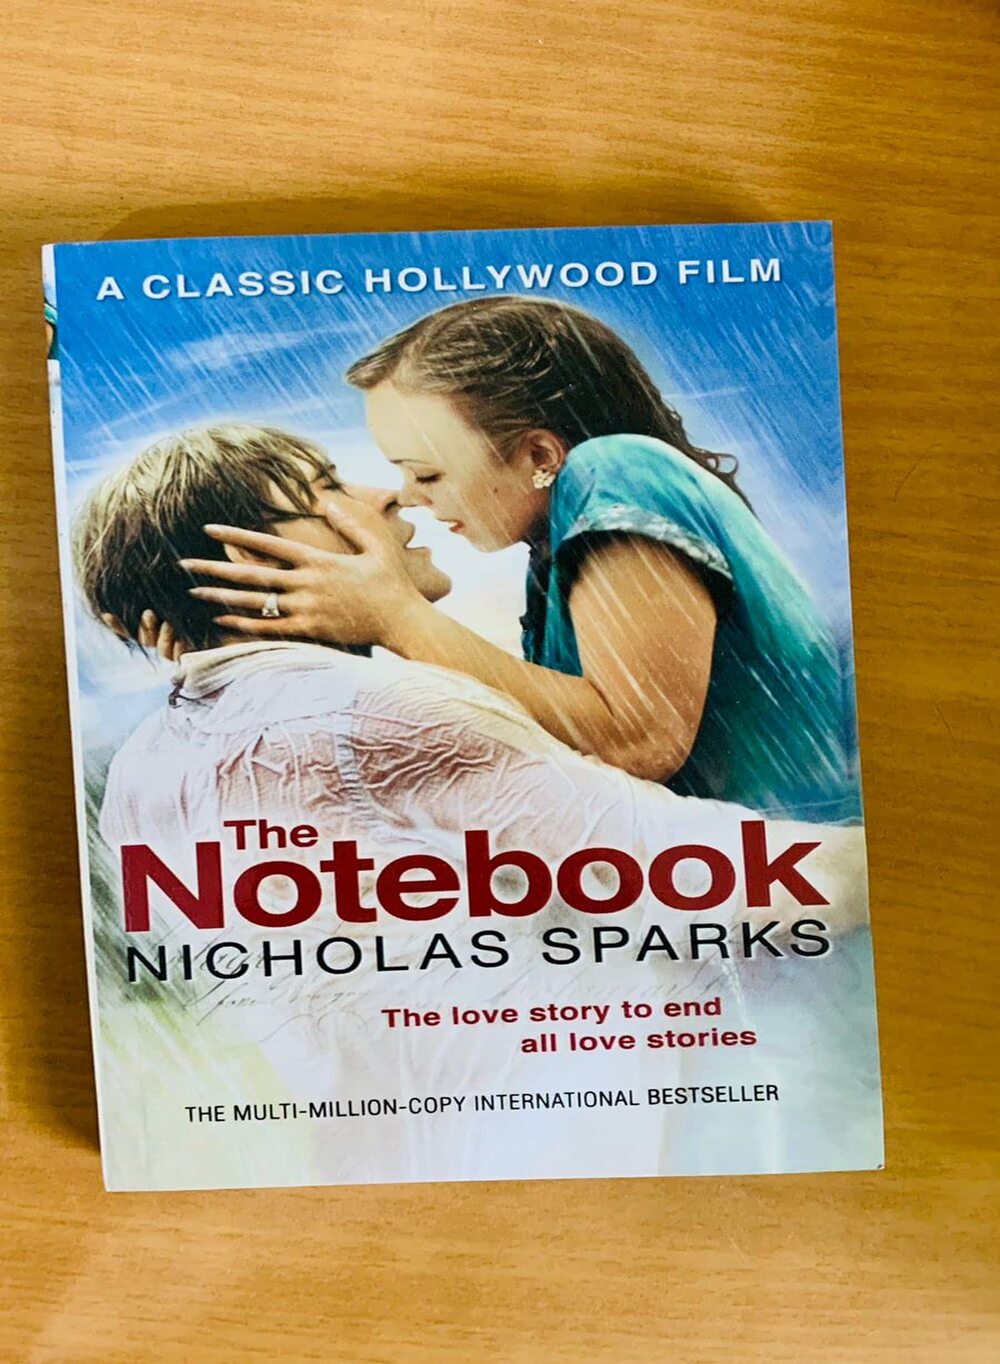 A CLASSIC HOLLYWOOD FILM
The
Notebook
NICHOLAS SPARKS
The love story to end
all love stories
THE MULTI-MILLION-COPY INTERNATIONAL BESTSELLER